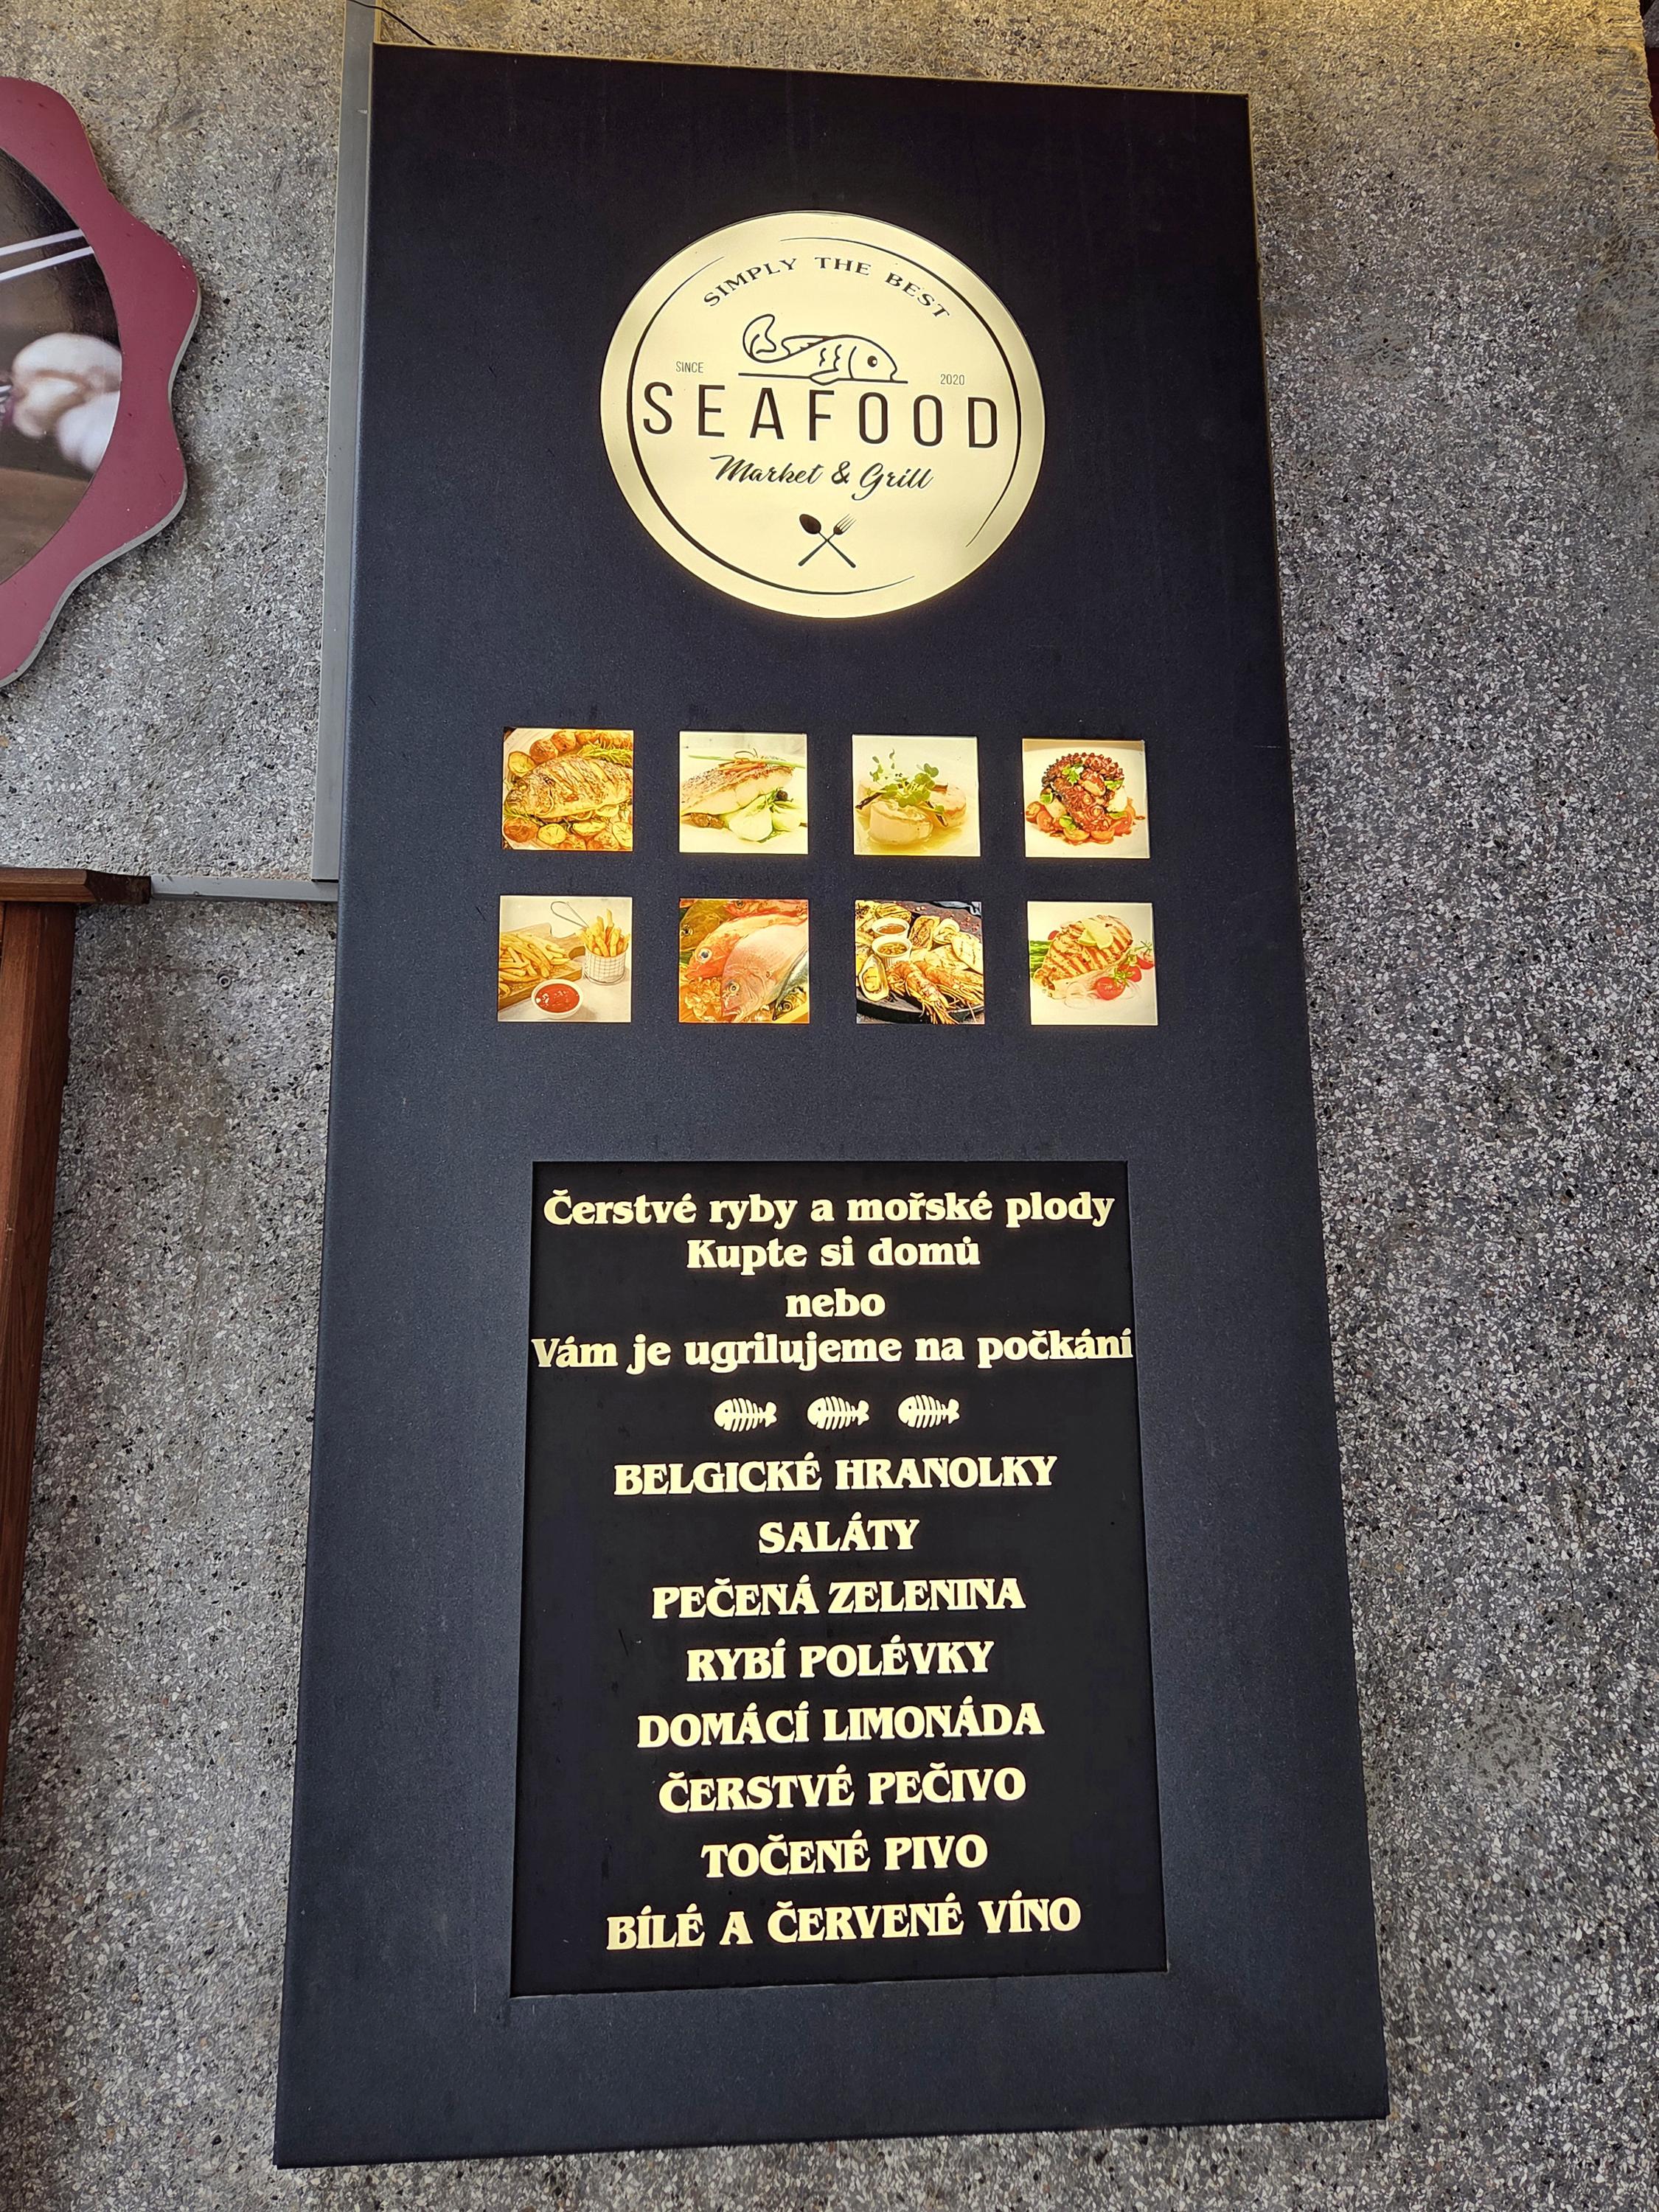 SIMPLY THE BEST
SINCE 2020
SEAFOOD
Market & Grill
Čerstvé ryby a mořské plody
Kupte si domů
nebo
Vám je ugrilujeme na počkání
BELGICKÉ HRANOLKY
SALÁTY
PEČENÁ ZELENINA
RYBÍ POLÉVKY
DOMÁCÍ LIMONÁDA
ČERSTVÉ PEČIVO
TOČENÉ PIVO
BÍLÉ A ČERVENÉ VÍNO